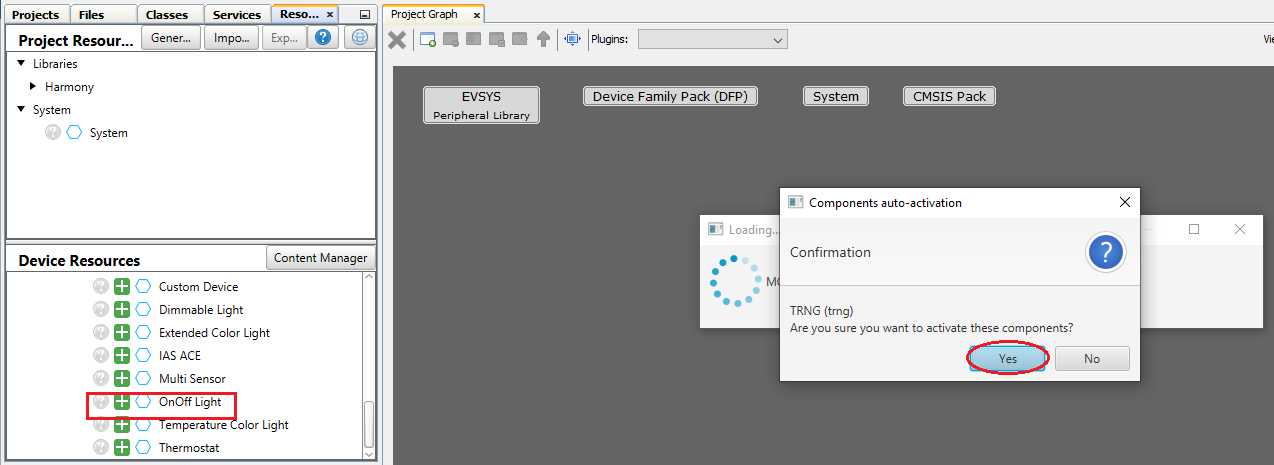 Projects Files Classes Services Reso... ×
Project Resour... Gener... Impo... Exp... ?
Libraries
Harmony
System
? System
Device Resources Content Manager
? Custom Device
? Dimmable Light
? Extended Color Light
? IAS ACE
? Multi Sensor
? OnOff Light
? Temperature Color Light
? Thermostat
Project Graph ×
Plugins:
EVSYS
Peripheral Library
Device Family Pack (DFP)
System
CMSIS Pack
Loading...
Components auto-activation
Confirmation ?
TRNG (trng)
Are you sure you want to activate these components?
Yes No